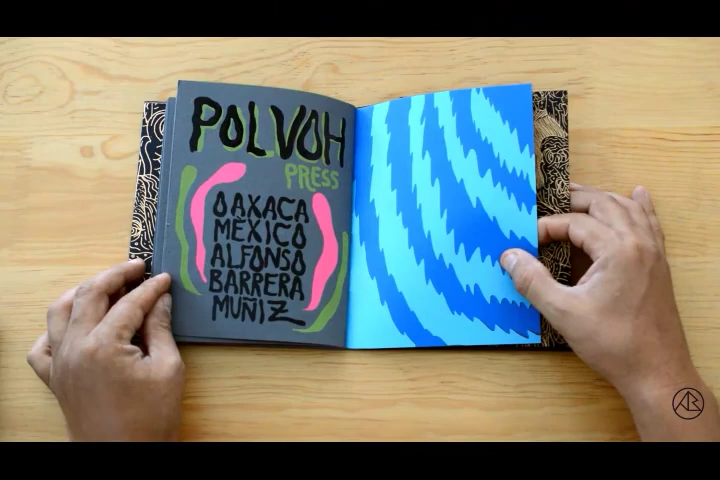 POLVOH
PRESS
OAXACA
MÉXICO
ALFONSO
BARRERA
MUÑIZ